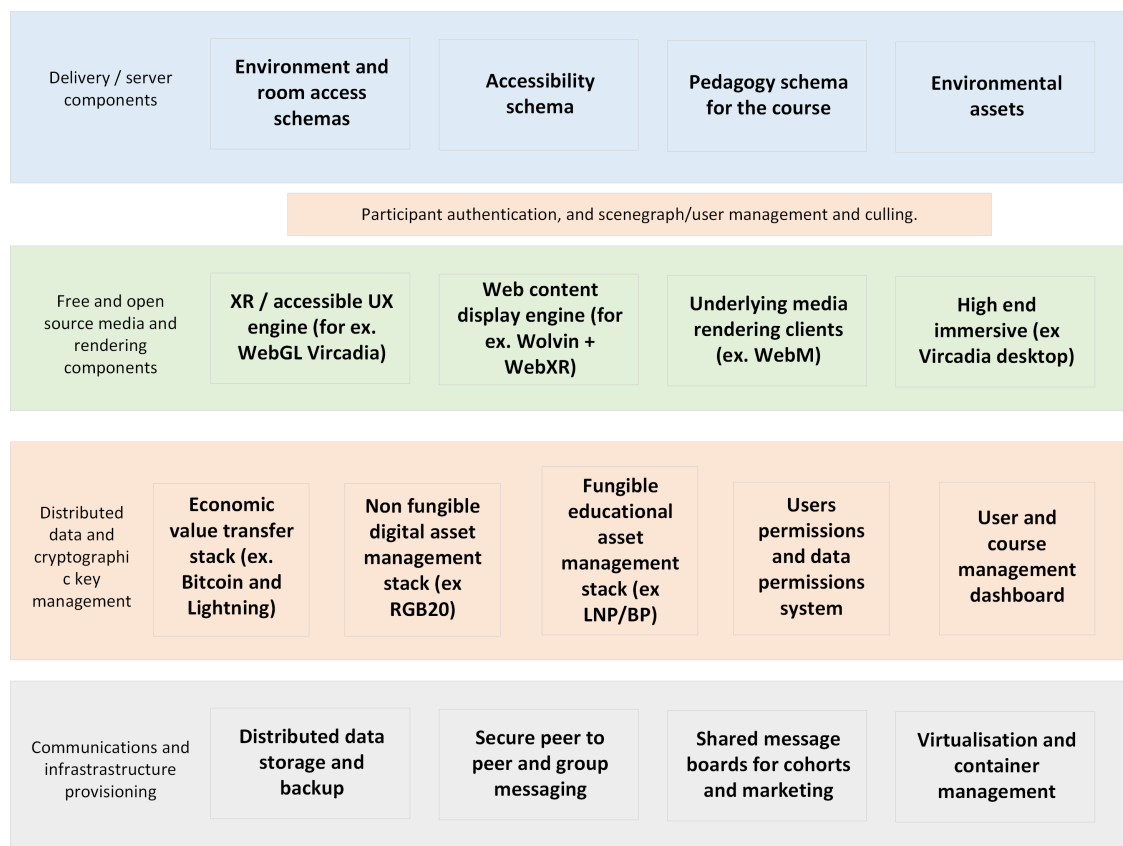 Delivery / server
components
Environment and
room access
schemas
Accessibility
schema
Pedagogy schema
for the course
Environmental
assets
Participant authentication, and scenegraph/user management and culling.
Free and open
source media and
rendering
components
XR / accessible UX
engine (for ex.
WebGL Vircadia)
Web content
display engine (for
ex. Wolvin +
WebXR)
Underlying media
rendering clients
(ex. WebM)
High end
immersive (ex
Vircadia desktop)
Distributed
data and
cryptographi
c key
management
Economic
value transfer
stack (ex.
Bitcoin and
Lightning)
Non fungible
digital asset
management
stack (ex
RGB20)
Fungible
educational
asset
management
stack (ex
LNP/BP)
Users
permissions
and data
permissions
system
User and
course
management
dashboard
Communications and
infrastrastructure
provisioning
Distributed data
storage and
backup
Secure peer to
peer and group
messaging
Shared message
boards for cohorts
and marketing
Virtualisation and
container
management